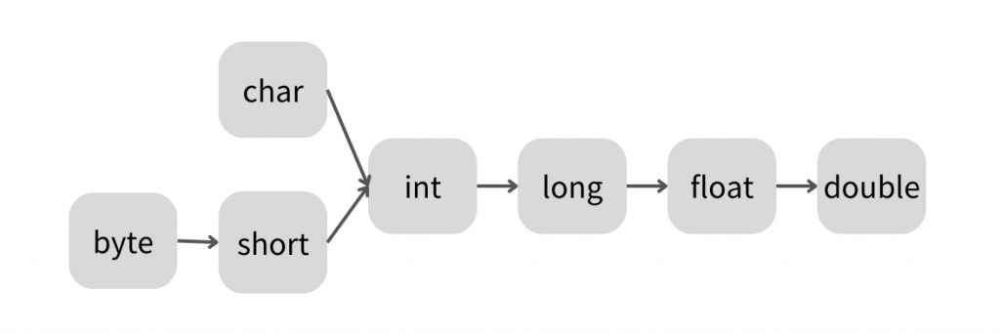 char
int
long
float
double
byte
short